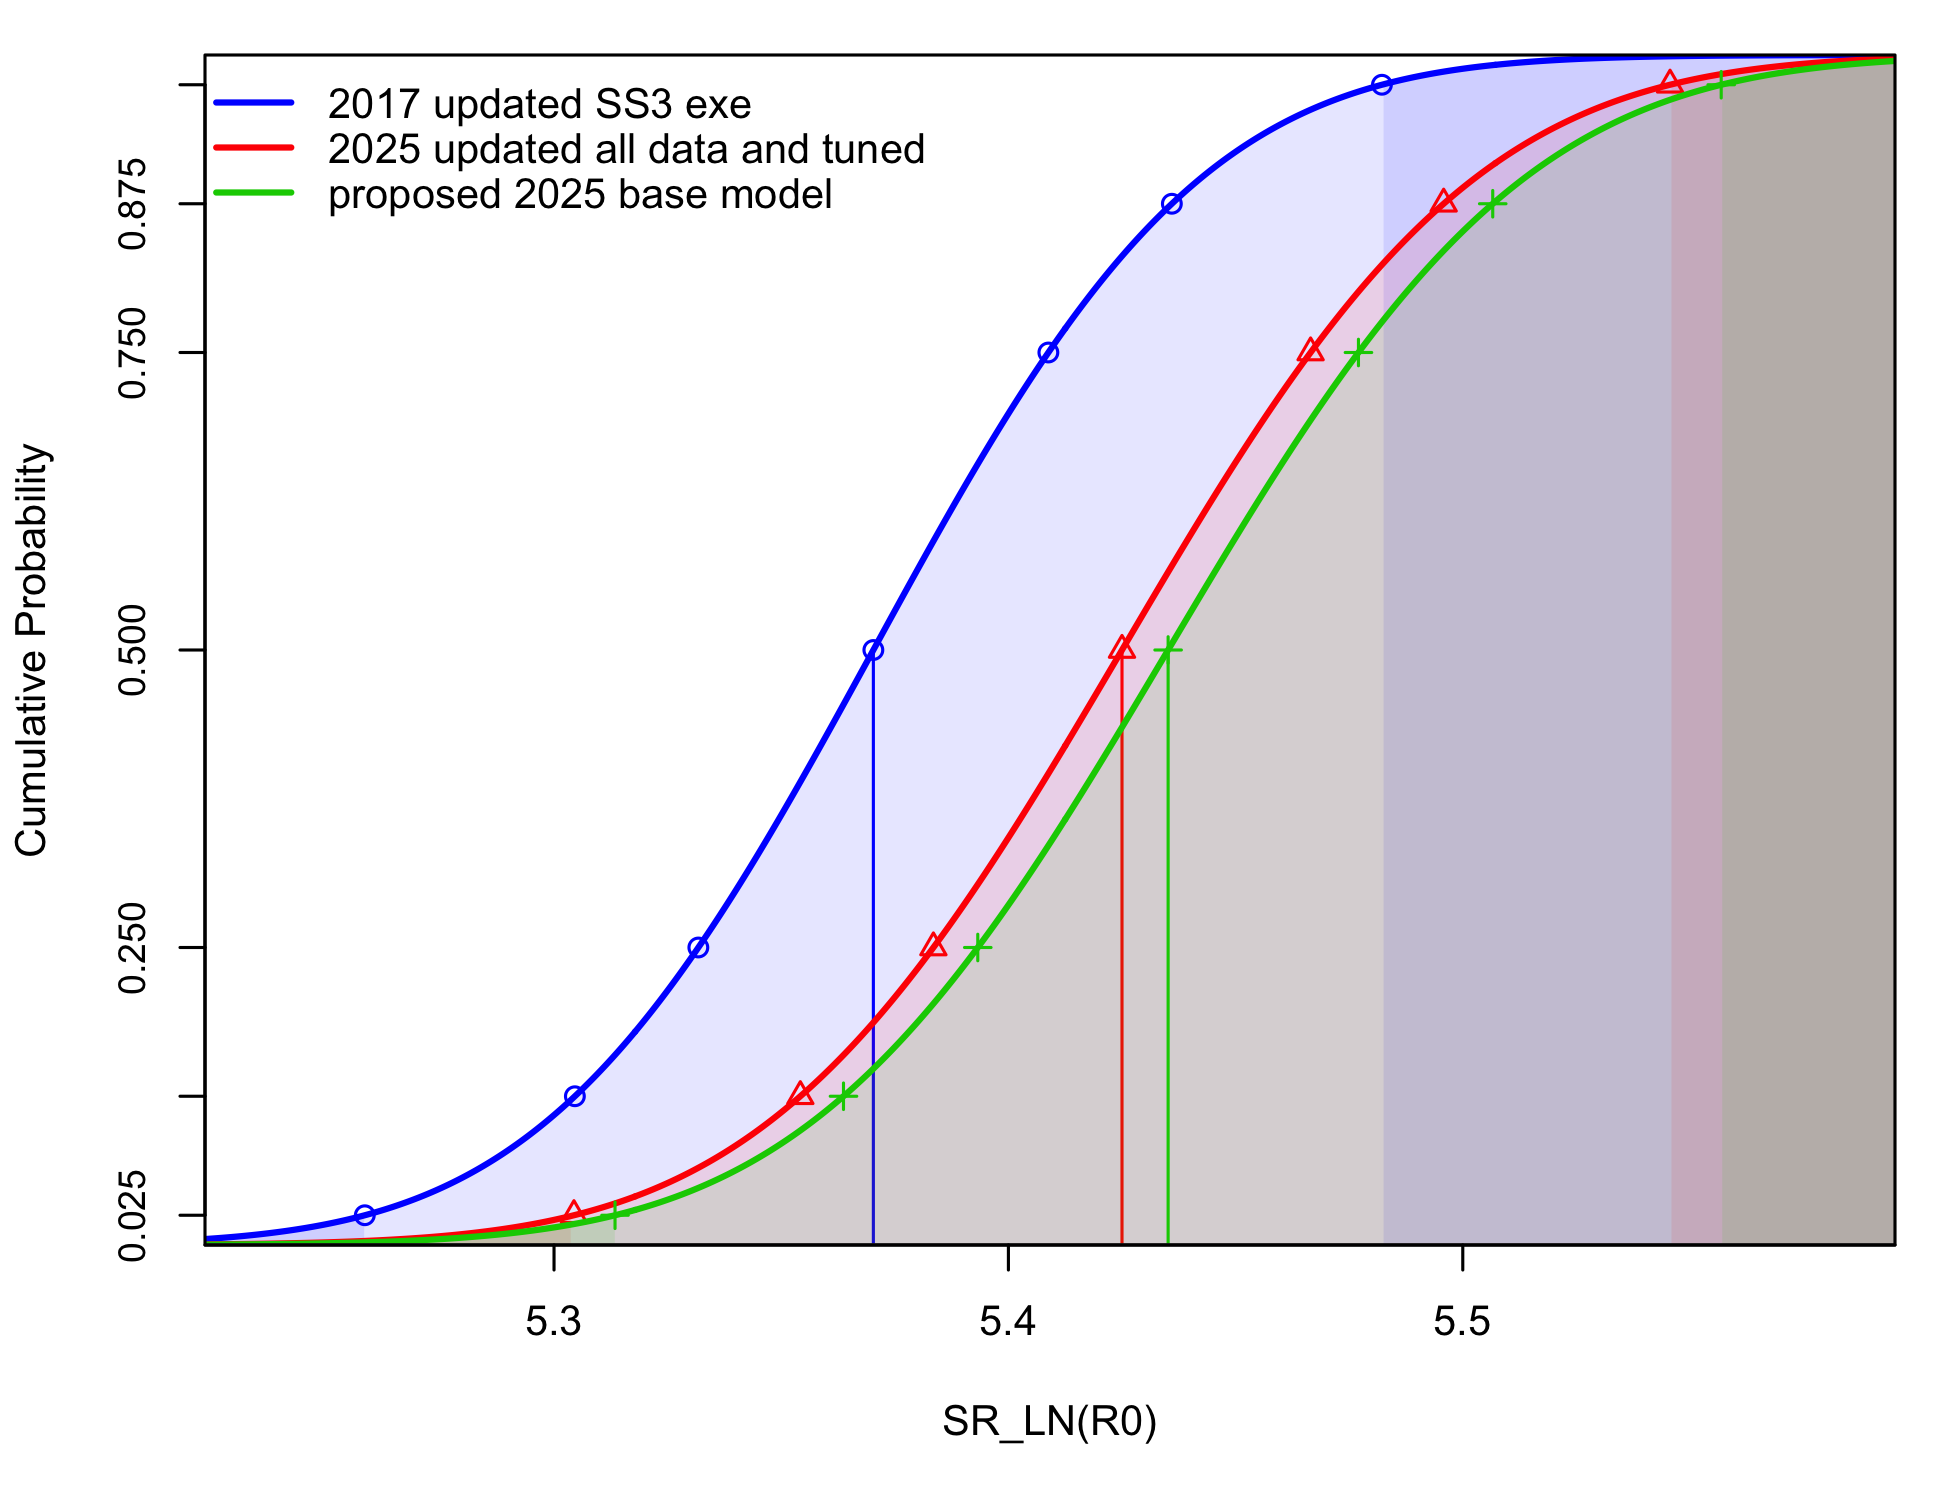 2017 updated SS3 exe
2025 updated all data and tuned
proposed 2025 base model
Cumulative Probability
0.875
0.750
0.500
0.250
0.025
5.3 5.4 5.5
SR_LN(R0)